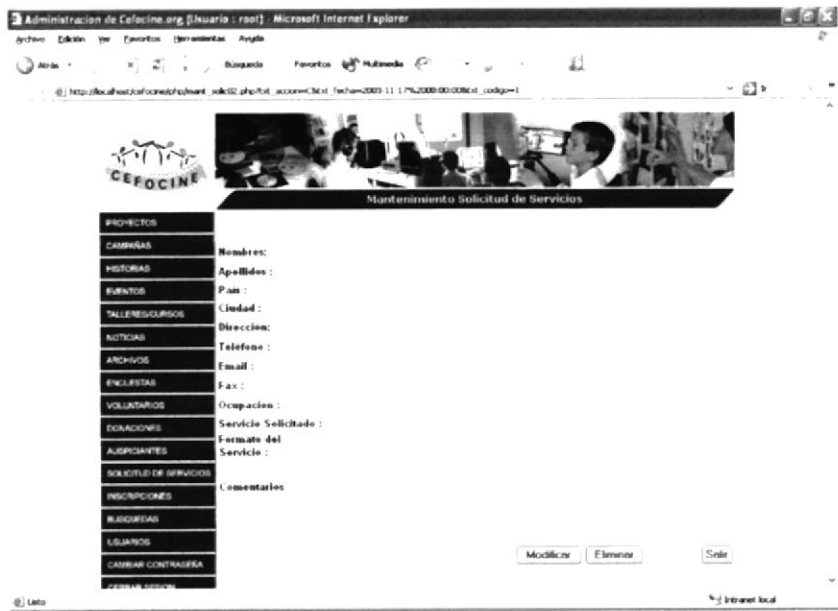 Administracion de Cefocine.org [Usuario : root] - Microsoft Internet Explorer
Archivo Edición Ver Favoritos Herramientas Ayuda
Atrás Búsqueda Favoritos Multimedia
CEFOCINE
Mantenimiento Solicitud de Servicios
PROYECTOS
CAMPAÑAS
HISTORIAS
EVENTOS
TALLERES/CURSOS
NOTICIAS
ARCHIVOS
ENCUESTAS
VOLUNTARIOS
DONACIONES
AUSPICIANTES
SOLICITUD DE SERVICIOS
INSCRIPCIONES
BUSQUEDAS
USUARIOS
CAMBIAR CONTRASEÑA
CERRAR SESION
Nombres:
Apellidos :
Pais :
Ciudad :
Direccion:
Telefono :
Email :
Fax :
Ocupacion :
Servicio Solicitado :
Formato del
Servicio :
Comentarios
Modificar Eliminar Salir
Listo Intranet local